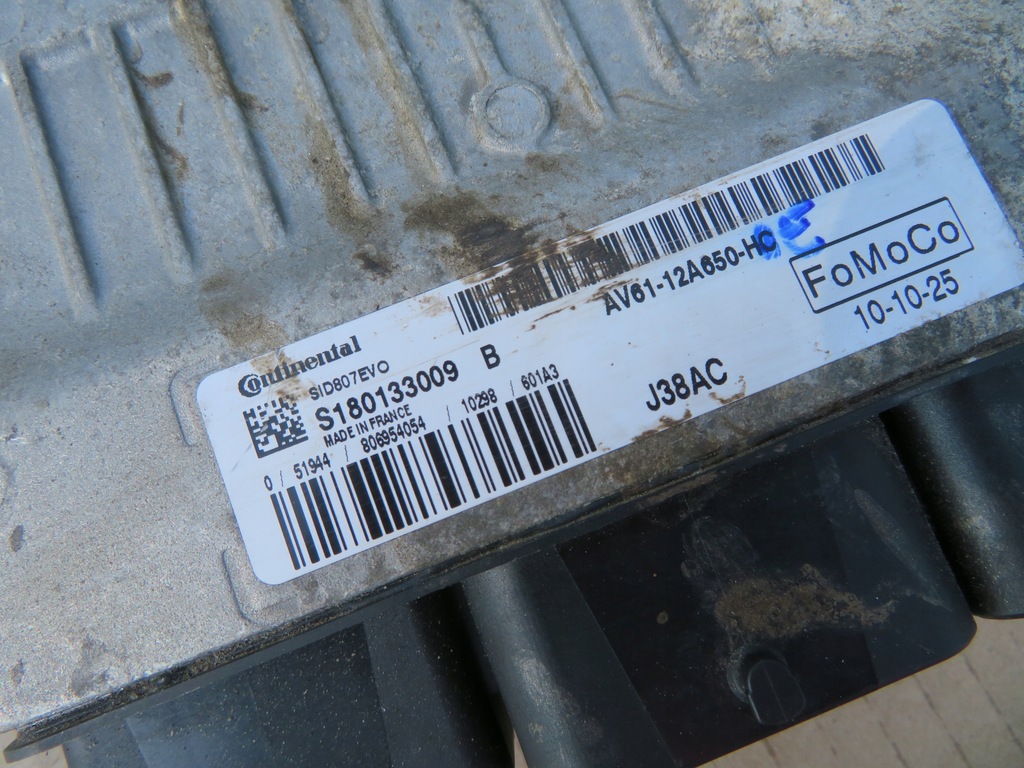 AV61-12A650-HC
FoMoCo
10-10-25
Continental
SID807EVO
S180133009 B
MADE IN FRANCE
J38AC
0 / 51944 / 806954054 / 10298 / 601A3